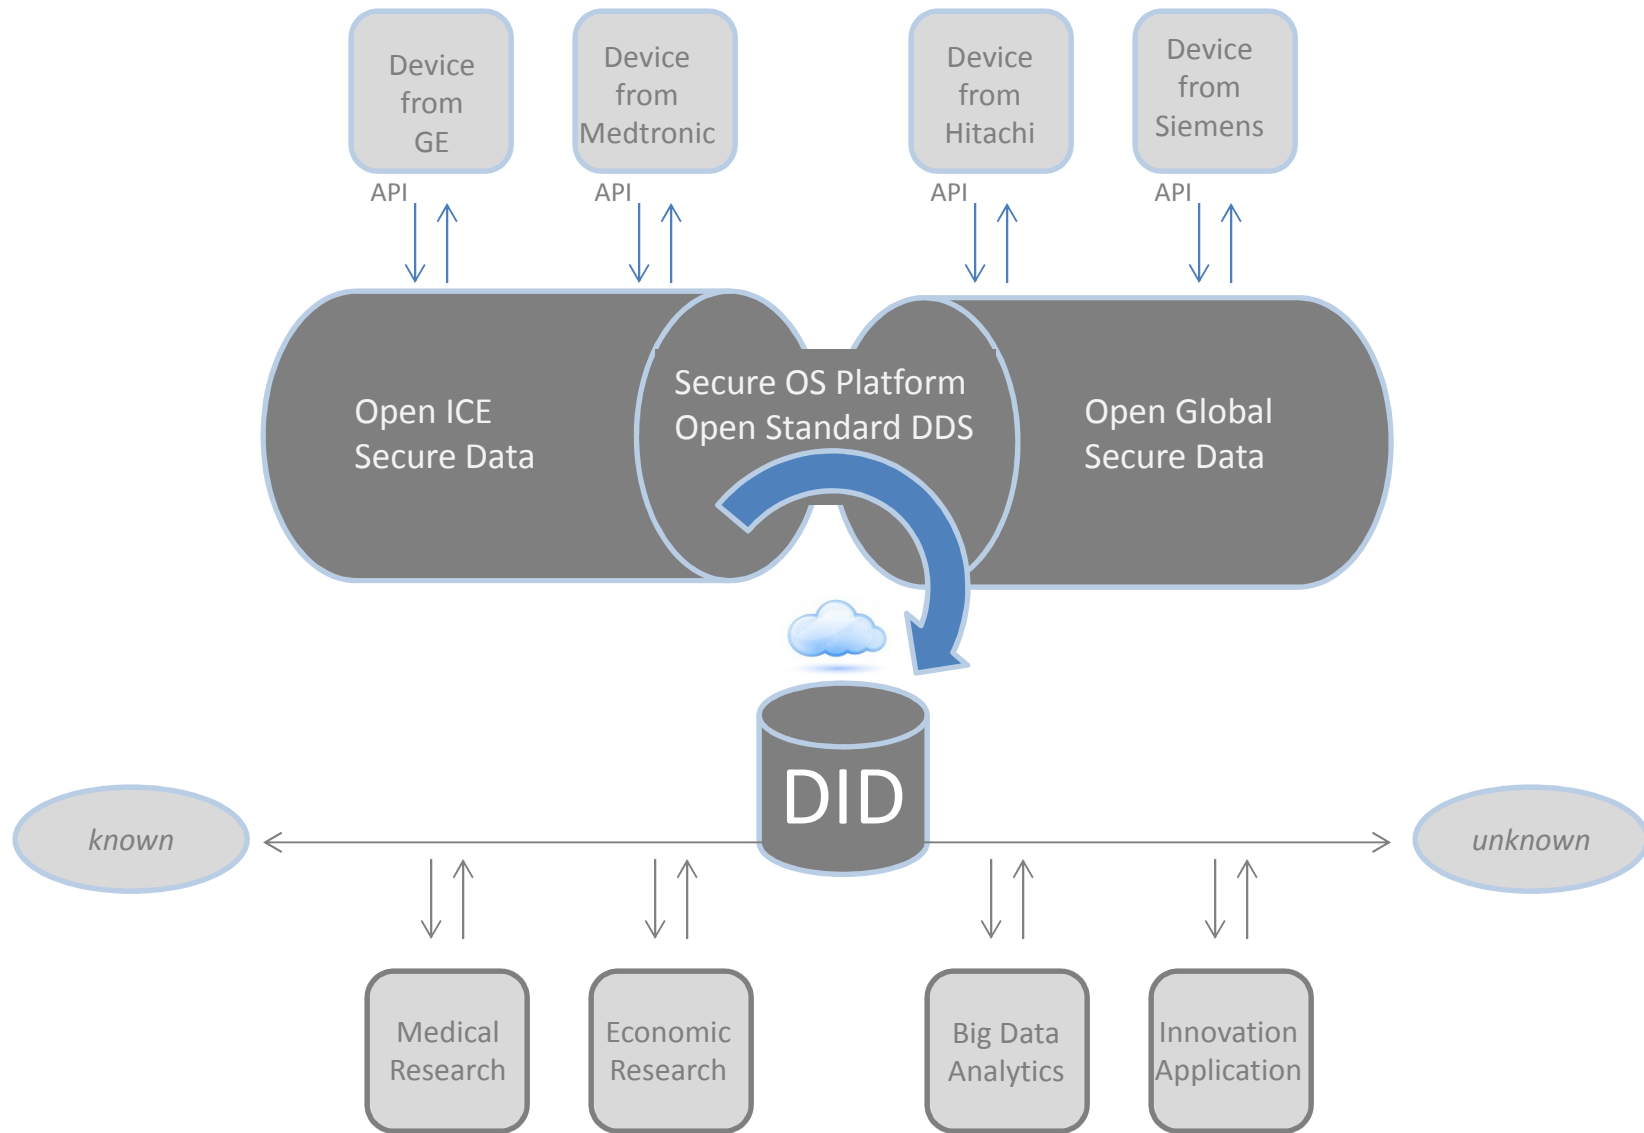 Device
from
GE
Device
from
Medtronic
Device
from
Hitachi
Device
from
Siemens
API
API
API
API
Open ICE
Secure Data
Secure OS Platform
Open Standard DDS
Open Global
Secure Data
DID
known
unknown
Medical
Research
Economic
Research
Big Data
Analytics
Innovation
Application